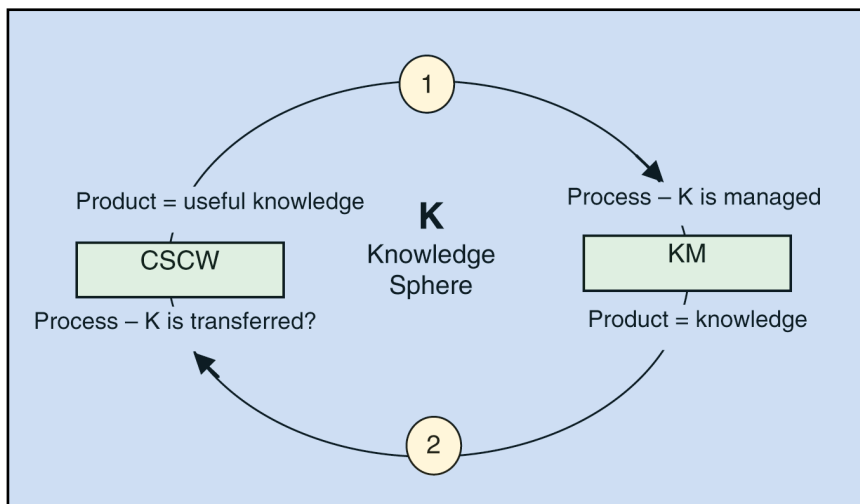 1
Product = useful knowledge
Process – K is managed
K
Knowledge
Sphere
CSCW
KM
Process – K is transferred?
Product = knowledge
2